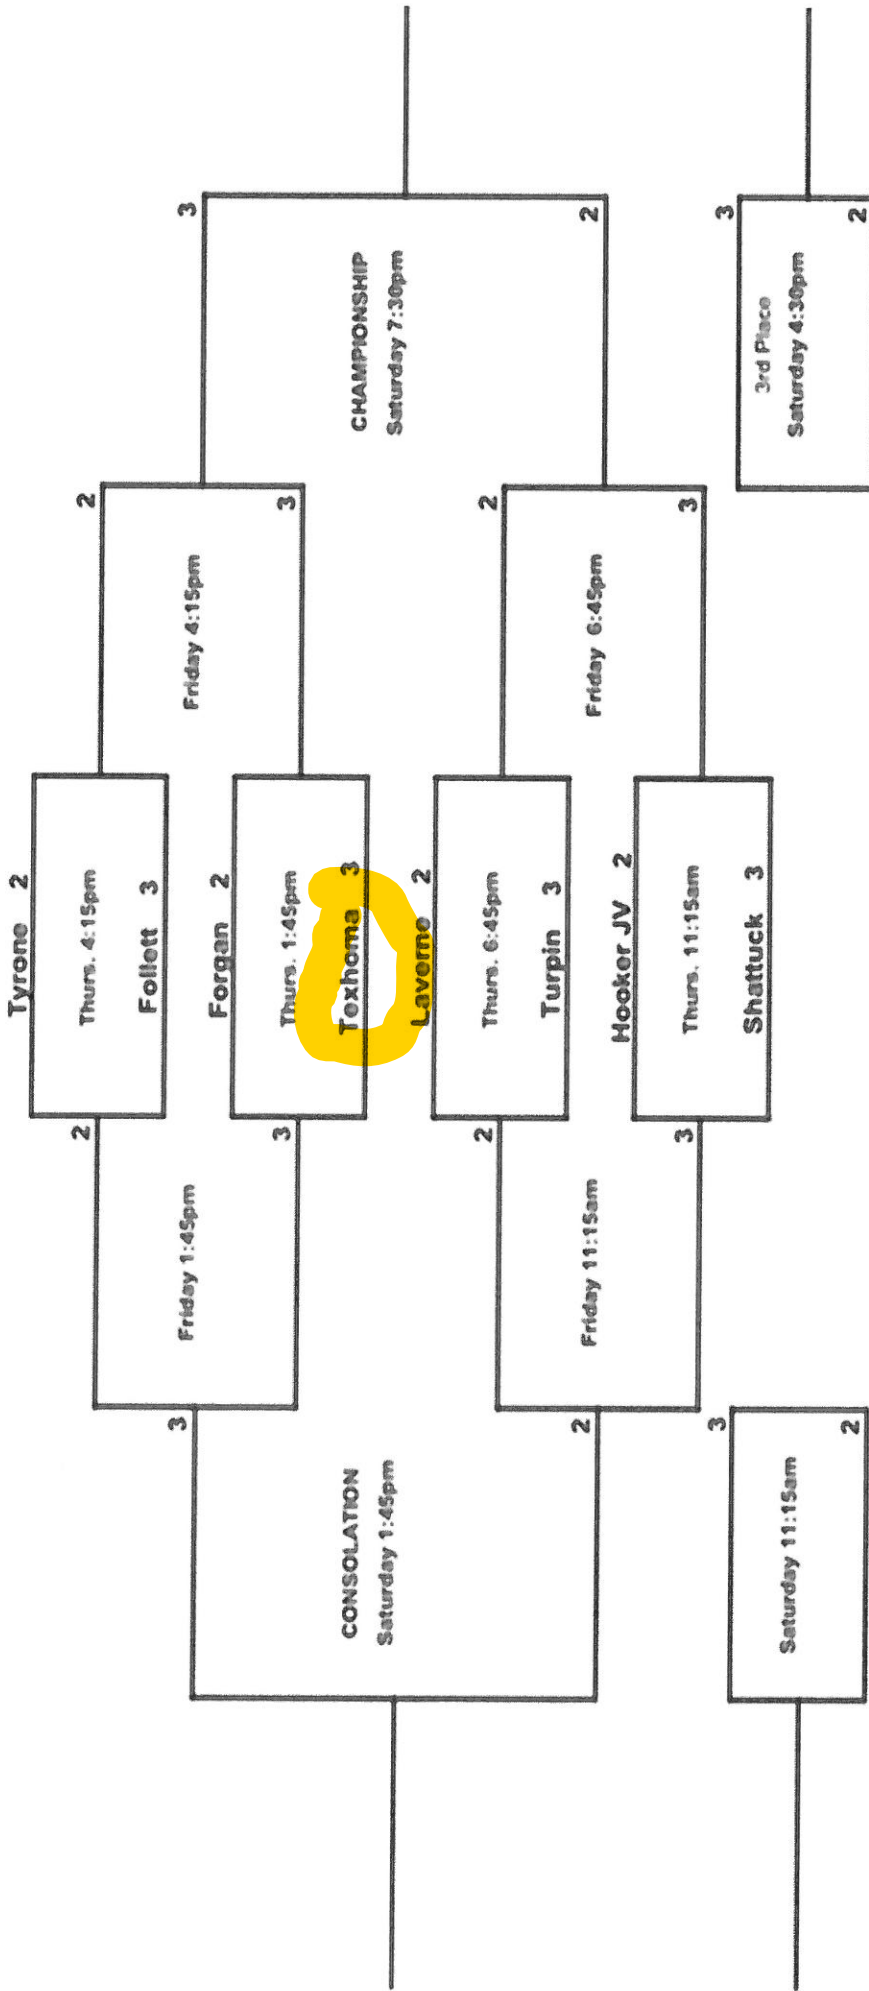 Tyrone 2
Thurs. 4:15pm
Follett 3
Forgan 2
Thurs. 1:45pm
Texhoma 3
Laverne 2
Thurs. 6:45pm
Turpin 3
Hooker JV 2
Thurs. 11:15am
Shattuck 3
2
Friday 4:15pm
3
2
Friday 6:45pm
3
3
CHAMPIONSHIP
Saturday 7:30pm
2
3
3rd Place
Saturday 4:30pm
2
2
Friday 1:45pm
3
2
Friday 11:15am
3
3
CONSOLATION
Saturday 1:45pm
2
3
Saturday 11:15am
2